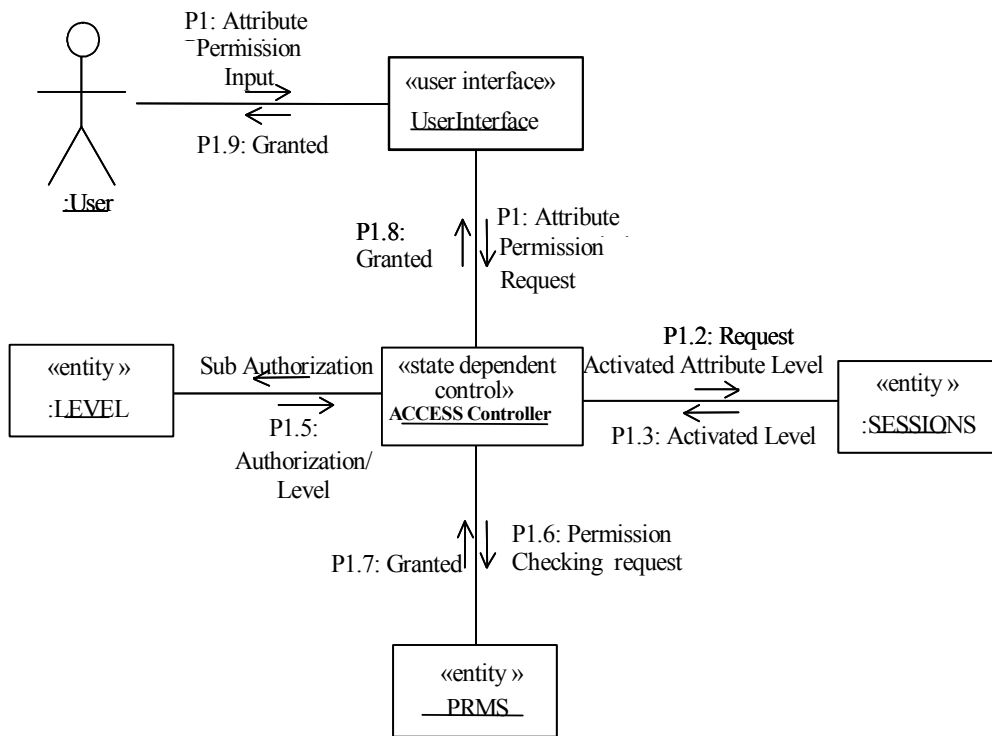 P1: Attribute
Permission
Input
P1.9: Granted
:User
«user interface»
UserInterface
P1.8:
Granted
P1: Attribute
Permission
Request
«entity »
:LEVEL
Sub Authorization
P1.5:
Authorization/
Level
«state dependent
control»
ACCESS Controller
P1.2: Request
Activated Attribute Level
P1.3: Activated Level
«entity »
:SESSIONS
P1.7: Granted
P1.6: Permission
Checking request
«entity »
PRMS